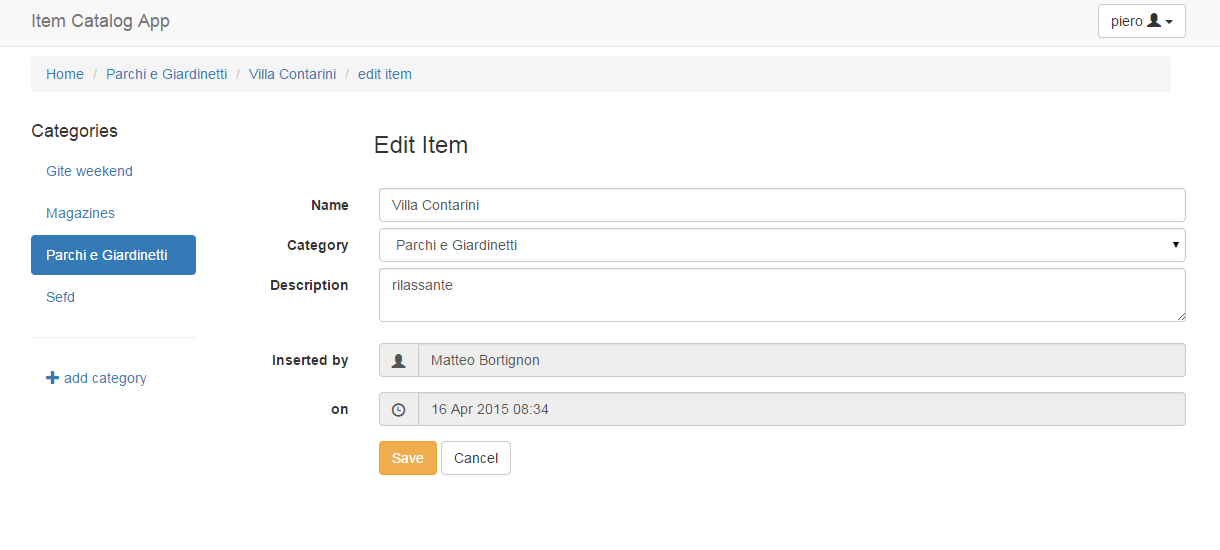 Item Catalog App
piero
Home / Parchi e Giardinetti / Villa Contarini / edit item
Categories
Gite weekend
Magazines
Parchi e Giardinetti
Sefd
add category
Edit Item
Name Villa Contarini
Category Parchi e Giardinetti
Description rilassante
Inserted by Matteo Bortignon
on 16 Apr 2015 08:34
Save Cancel